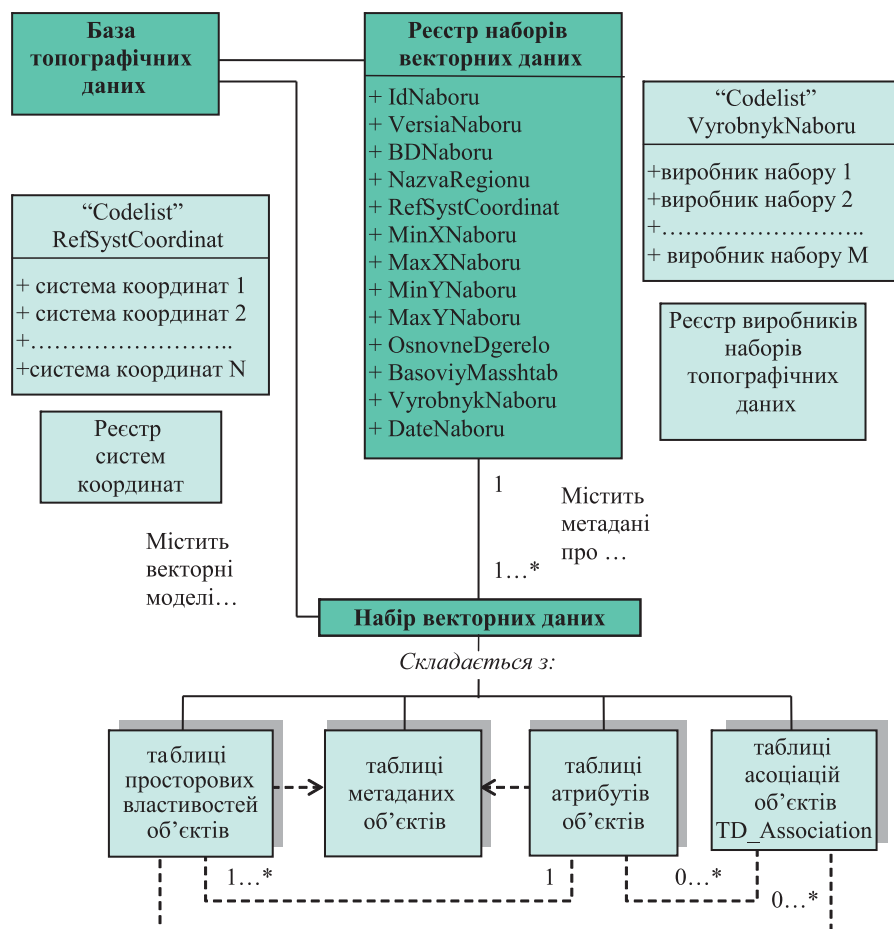 База
топографічних
даних
Реєстр наборів
векторних даних
+ IdNaboru
+ VersiaNaboru
+ BDNaboru
+ NazvaRegionu
+ RefSystCoordinat
+ MinXNaboru
+ MaxXNaboru
+ MinYNaboru
+ MaxYNaboru
+ OsnovneDgerelo
+ BasoviyMasshtab
+ VyrobnykNaboru
+ DateNaboru
“Codelist”
VyrobnykNaboru
+виробник набору 1
+виробник набору 2
+……………………..
+ виробник набору M
“Codelist”
RefSystCoordinat
+ система координат 1
+ система координат 2
+……………………..
+система координат N
Реєстр виробників
наборів
топографічних
даних
Реєстр
систем
координат
1
Містить
метадані
про …
1…*
Містить
векторні
моделі…
Набір векторних даних
Складається з:
таблиці
просторових
властивостей
об’єктів
таблиці
метаданих
об’єктів
таблиці
атрибутів
об’єктів
таблиці
асоціацій
об’єктів
TD_Association
1…*
1
0…*
0…*